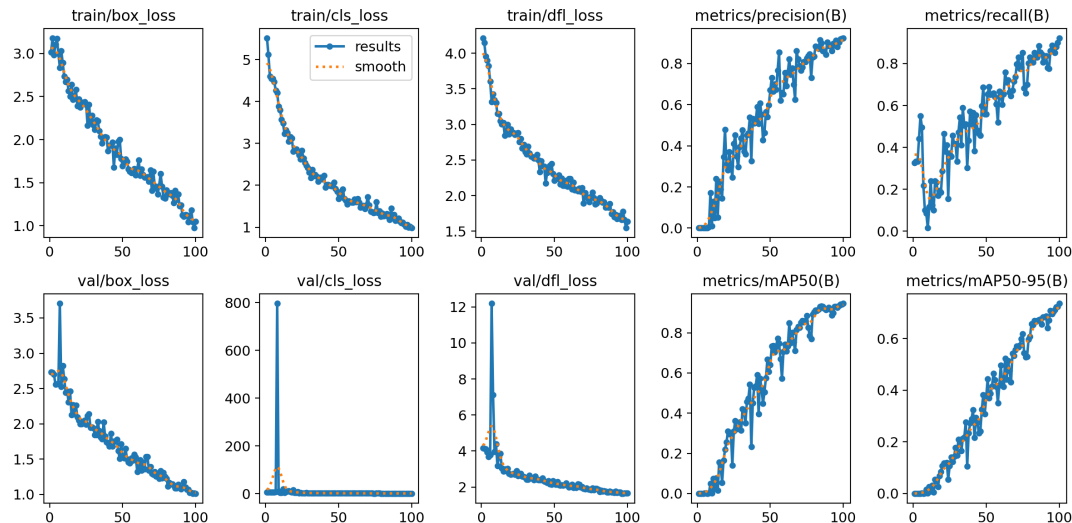 train/box_loss
train/cls_loss
train/dfl_loss
metrics/precision(B)
metrics/recall(B)
3.0
2.5
2.0
1.5
1.0
0 50 100
results
smooth
5
4
3
2
1
0 50 100
4.0
3.5
3.0
2.5
2.0
1.5
0 50 100
0.8
0.6
0.4
0.2
0.0
0 50 100
0.8
0.6
0.4
0.2
0.0
0 50 100
val/box_loss
val/cls_loss
val/dfl_loss
metrics/mAP50(B)
metrics/mAP50-95(B)
3.5
3.0
2.5
2.0
1.5
1.0
0 50 100
800
600
400
200
0
0 50 100
12
10
8
6
4
2
0 50 100
0.8
0.6
0.4
0.2
0.0
0 50 100
0.6
0.4
0.2
0.0
0 50 100